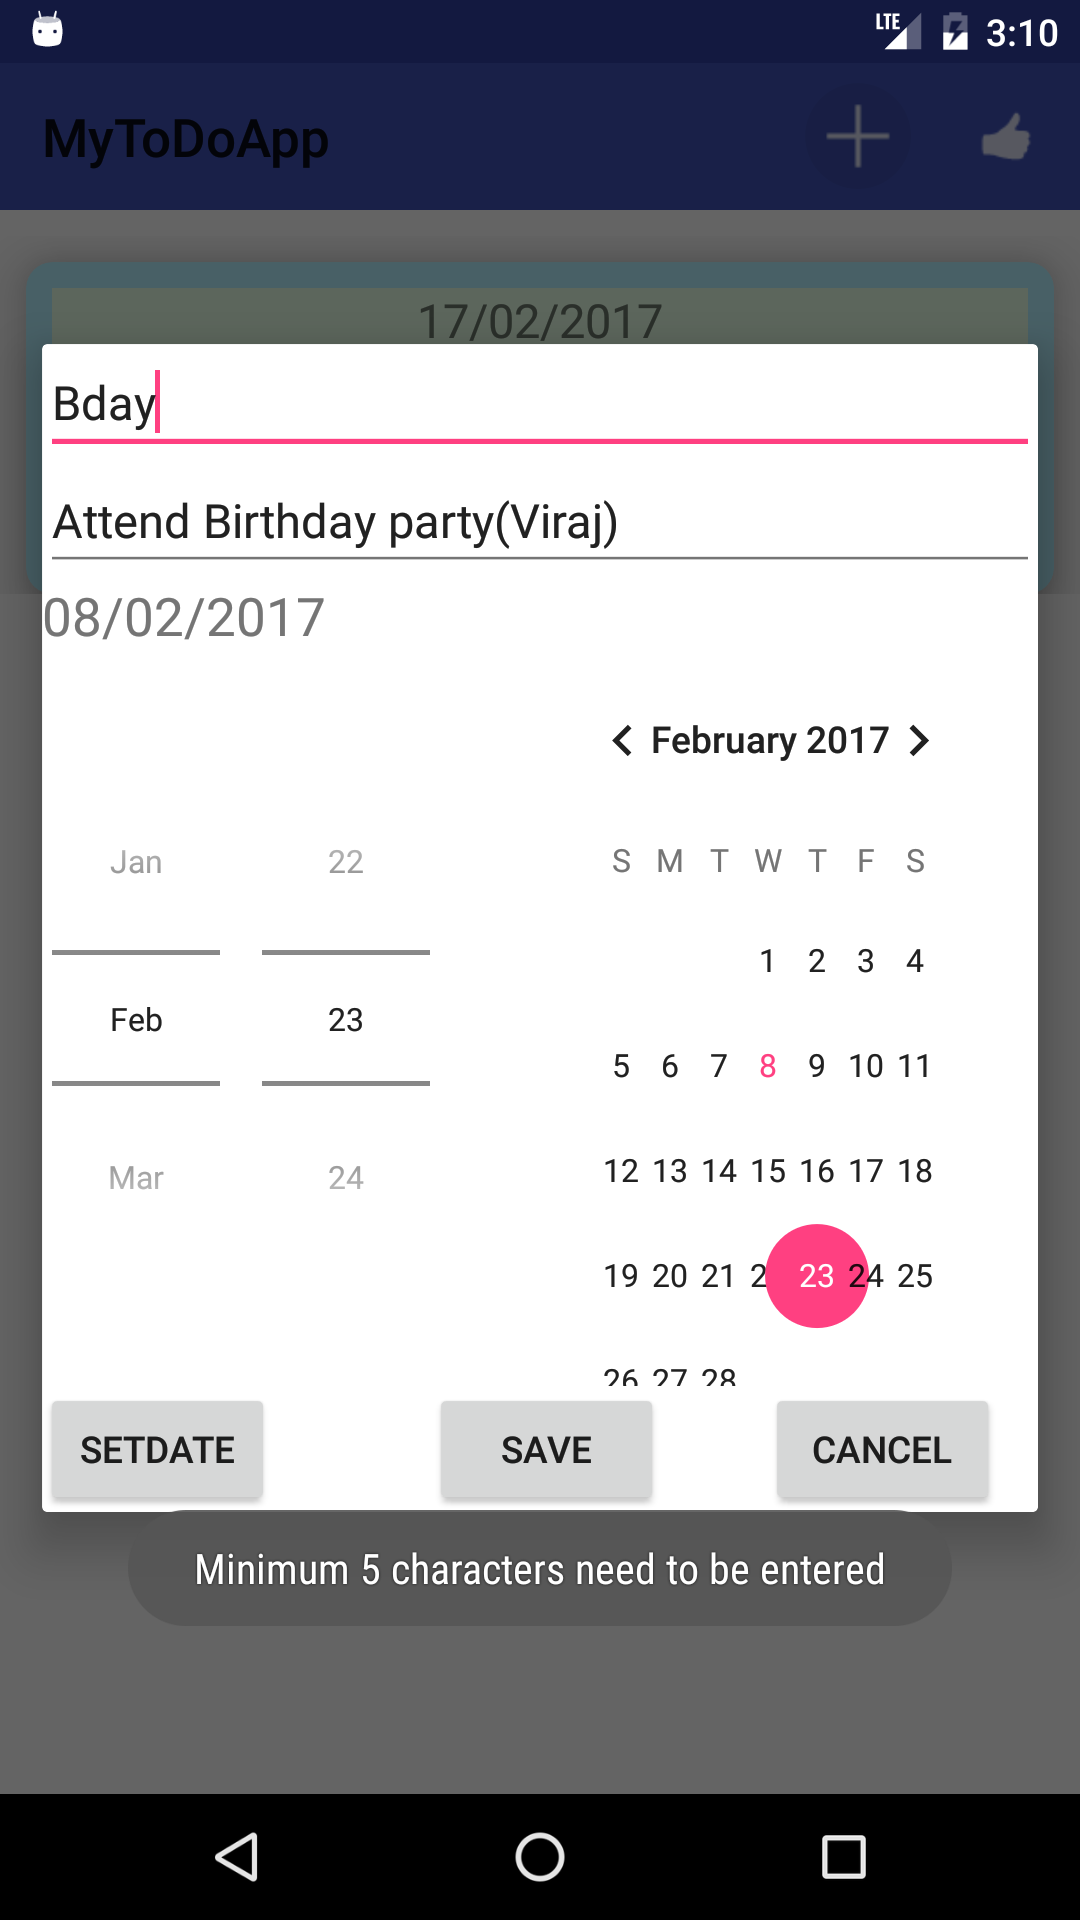 LTE 3:10
MyToDoApp
17/02/2017
Bday
Attend Birthday party(Viraj)
08/02/2017
February 2017
Jan 22
Feb 23
Mar 24
S M T W T F S
1 2 3 4
5 6 7 8 9 10 11
12 13 14 15 16 17 18
19 20 21 2 23 24 25
26 27 28
SETDATE SAVE CANCEL
Minimum 5 characters need to be entered